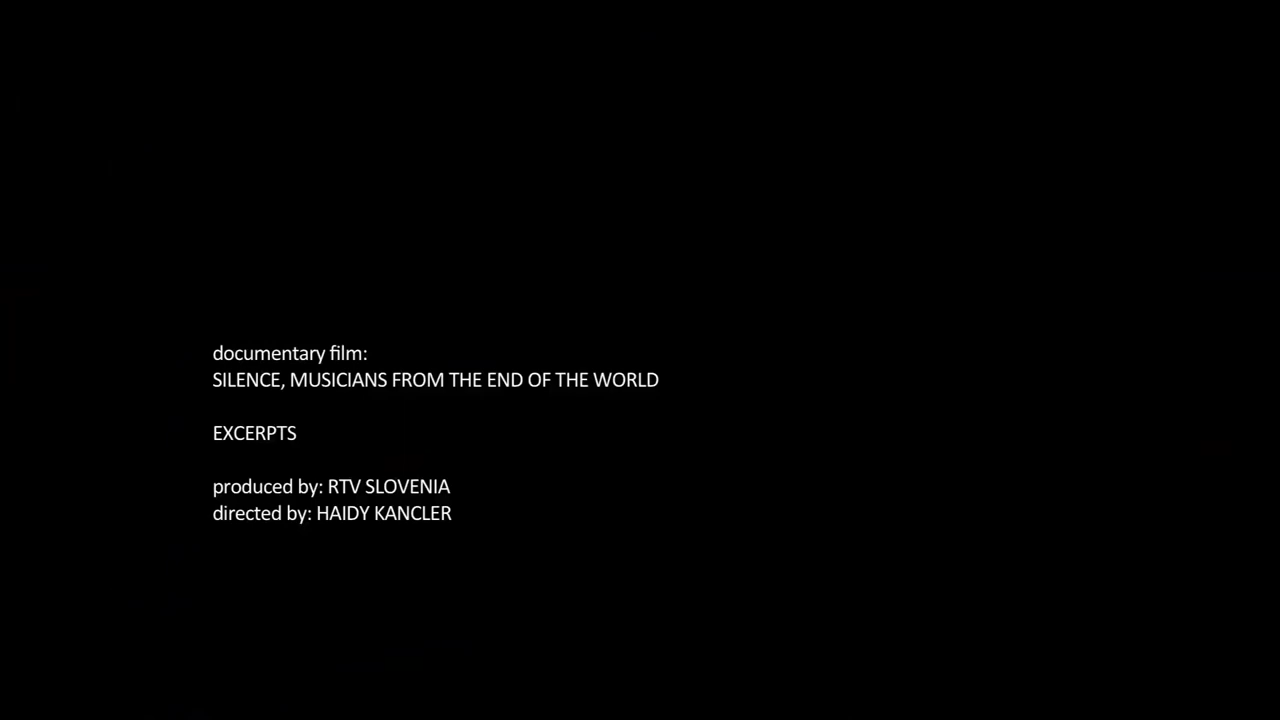 documentary film:
SILENCE, MUSICIANS FROM THE END OF THE WORLD
EXCERPTS
produced by: RTV SLOVENIA
directed by: HAIDY KANCLER